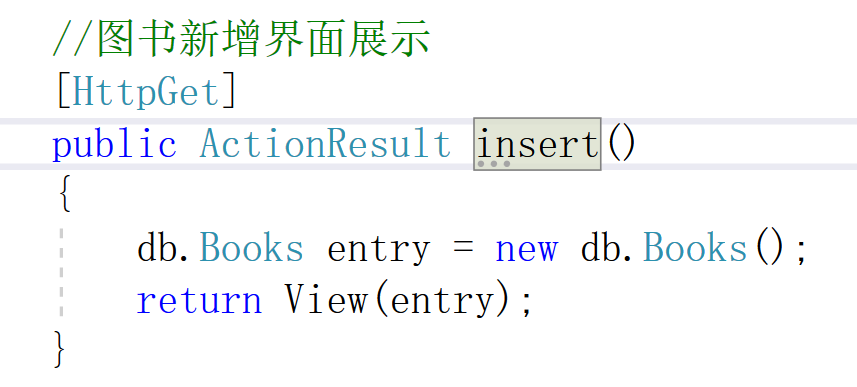 //图书新增界面展示
[HttpGet]
public ActionResult insert()
{
db.Books entry = new db.Books();
return View(entry);
}